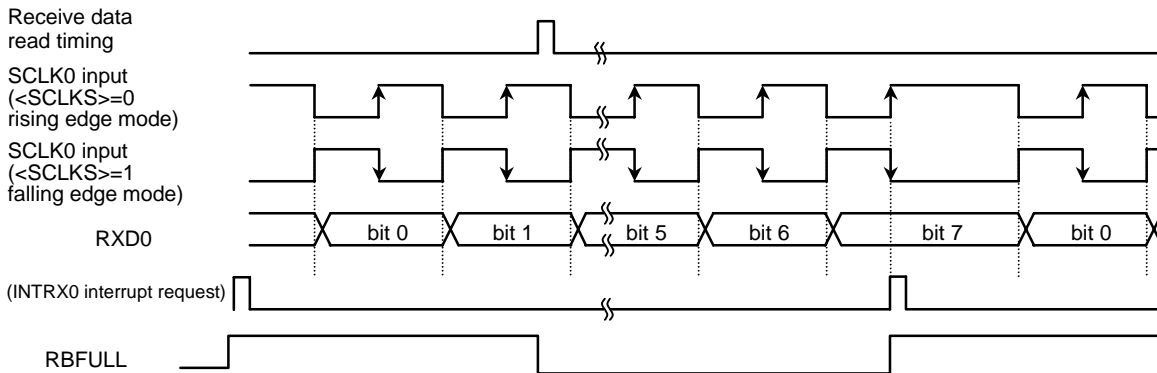 Receive data
read timing
SCLK0 input
(<SCLKS>=0
rising edge mode)
SCLK0 input
(<SCLKS>=1
falling edge mode)
RXD0
bit 0
bit 1
bit 5
bit 6
bit 7
bit 0
(INTRX0 interrupt request)
RBFULL